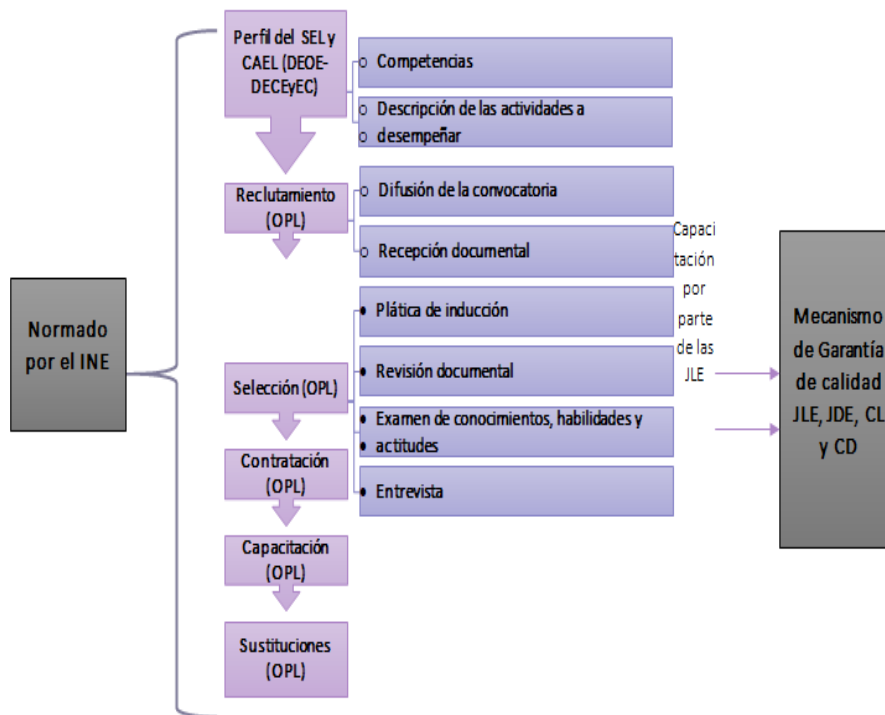 Normado
por el INE
Perfil del SEL y
CAEL (DEOE-
DECEyEC)
Competencias
Descripción de las actividades a
desempeñar
Reclutamiento
(OPL)
Difusión de la convocatoria
Recepción documental
Selección (OPL)
Plática de inducción
Revisión documental
Examen de conocimientos, habilidades y
actitudes
Entrevista
Contratación
(OPL)
Capacitación
(OPL)
Sustituciones
(OPL)
Capaci
tación
por
parte
de las
JLE
Mecanismo
de Garantía
de calidad
JLE, JDE, CL
y CD